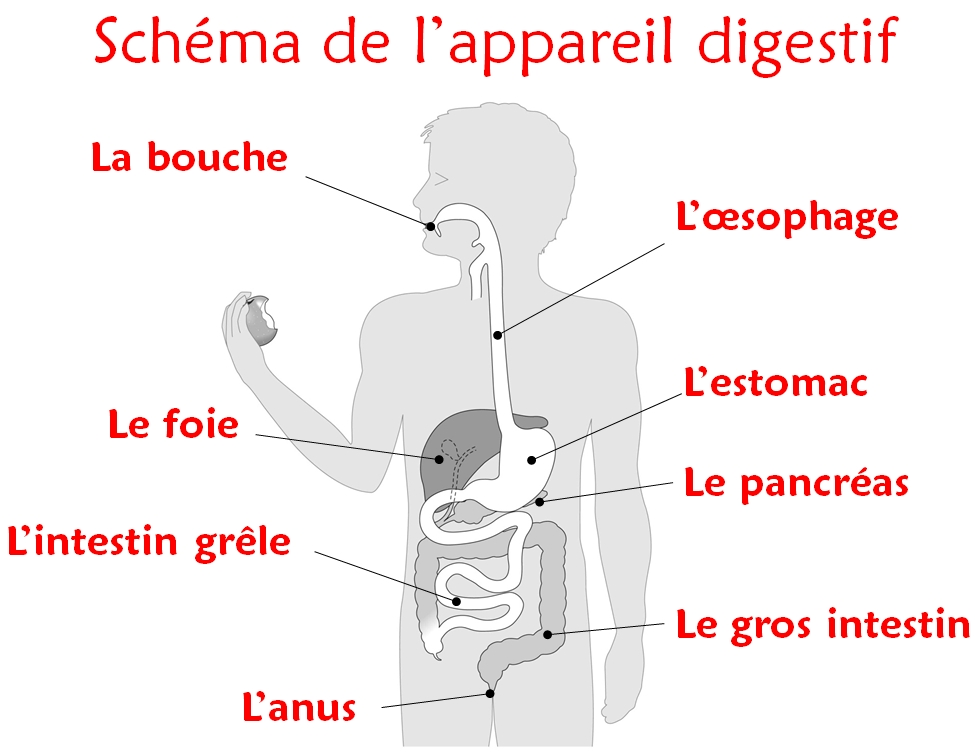 Schéma de l'appareil digestif
La bouche
L'œsophage
L'estomac
Le foie
Le pancréas
L'intestin grêle
Le gros intestin
L'anus